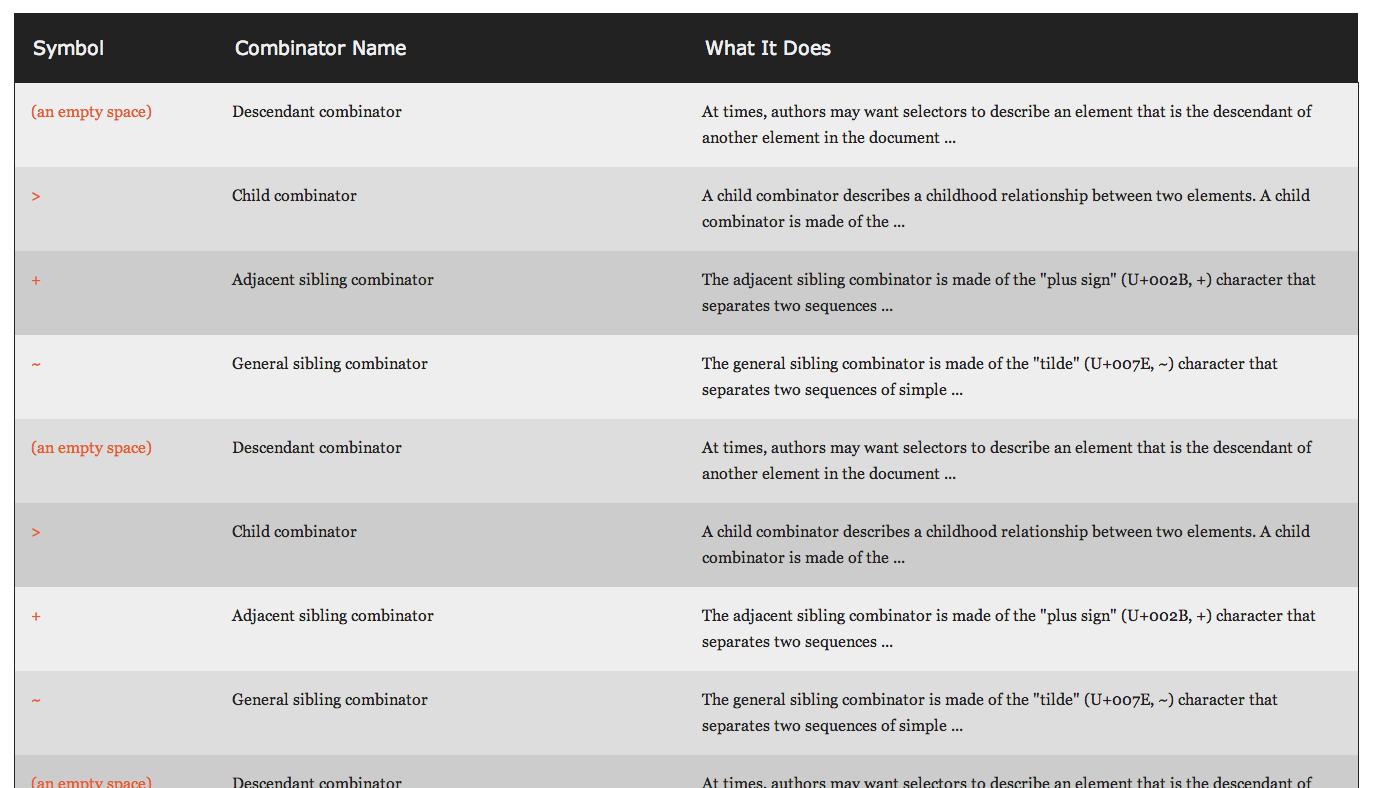 Symbol Combinator Name What It Does
(an empty space) Descendant combinator At times, authors may want selectors to describe an element that is the descendant of
another element in the document ...
> Child combinator A child combinator describes a childhood relationship between two elements. A child
combinator is made of the ...
+ Adjacent sibling combinator The adjacent sibling combinator is made of the "plus sign" (U+002B, +) character that
separates two sequences ...
~ General sibling combinator The general sibling combinator is made of the "tilde" (U+007E, ~) character that
separates two sequences of simple ...
(an empty space) Descendant combinator At times, authors may want selectors to describe an element that is the descendant of
another element in the document ...
> Child combinator A child combinator describes a childhood relationship between two elements. A child
combinator is made of the ...
+ Adjacent sibling combinator The adjacent sibling combinator is made of the "plus sign" (U+002B, +) character that
separates two sequences ...
~ General sibling combinator The general sibling combinator is made of the "tilde" (U+007E, ~) character that
separates two sequences of simple ...
(an empty space) Descendant combinator At times, authors may want selectors to describe an element that is the descendant of